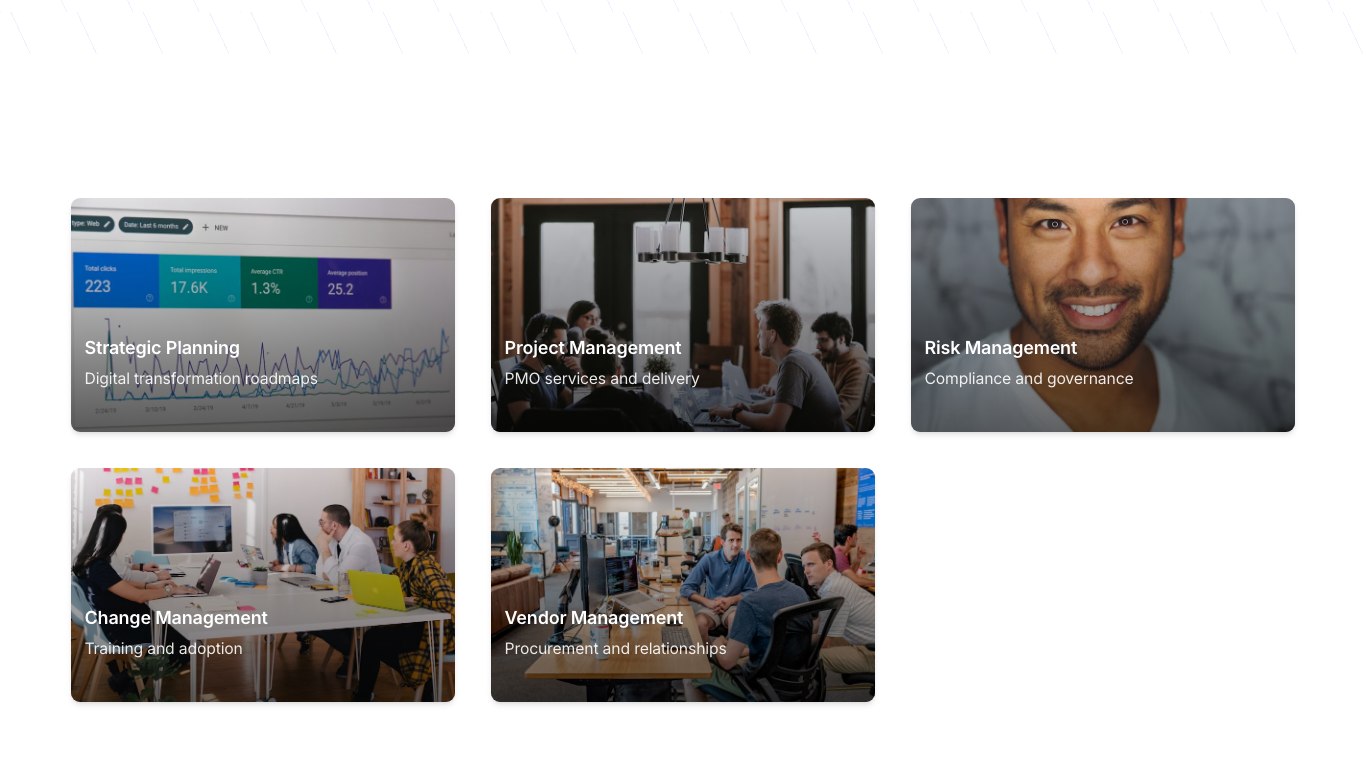 type: Web
Date: Last 6 months
+ NEW
Total clicks
223
Total impressions
17.6K
Average CTR
1.3%
Average position
25.2
Strategic Planning
Digital transformation roadmaps
Project Management
PMO services and delivery
Risk Management
Compliance and governance
Change Management
Training and adoption
Vendor Management
Procurement and relationships